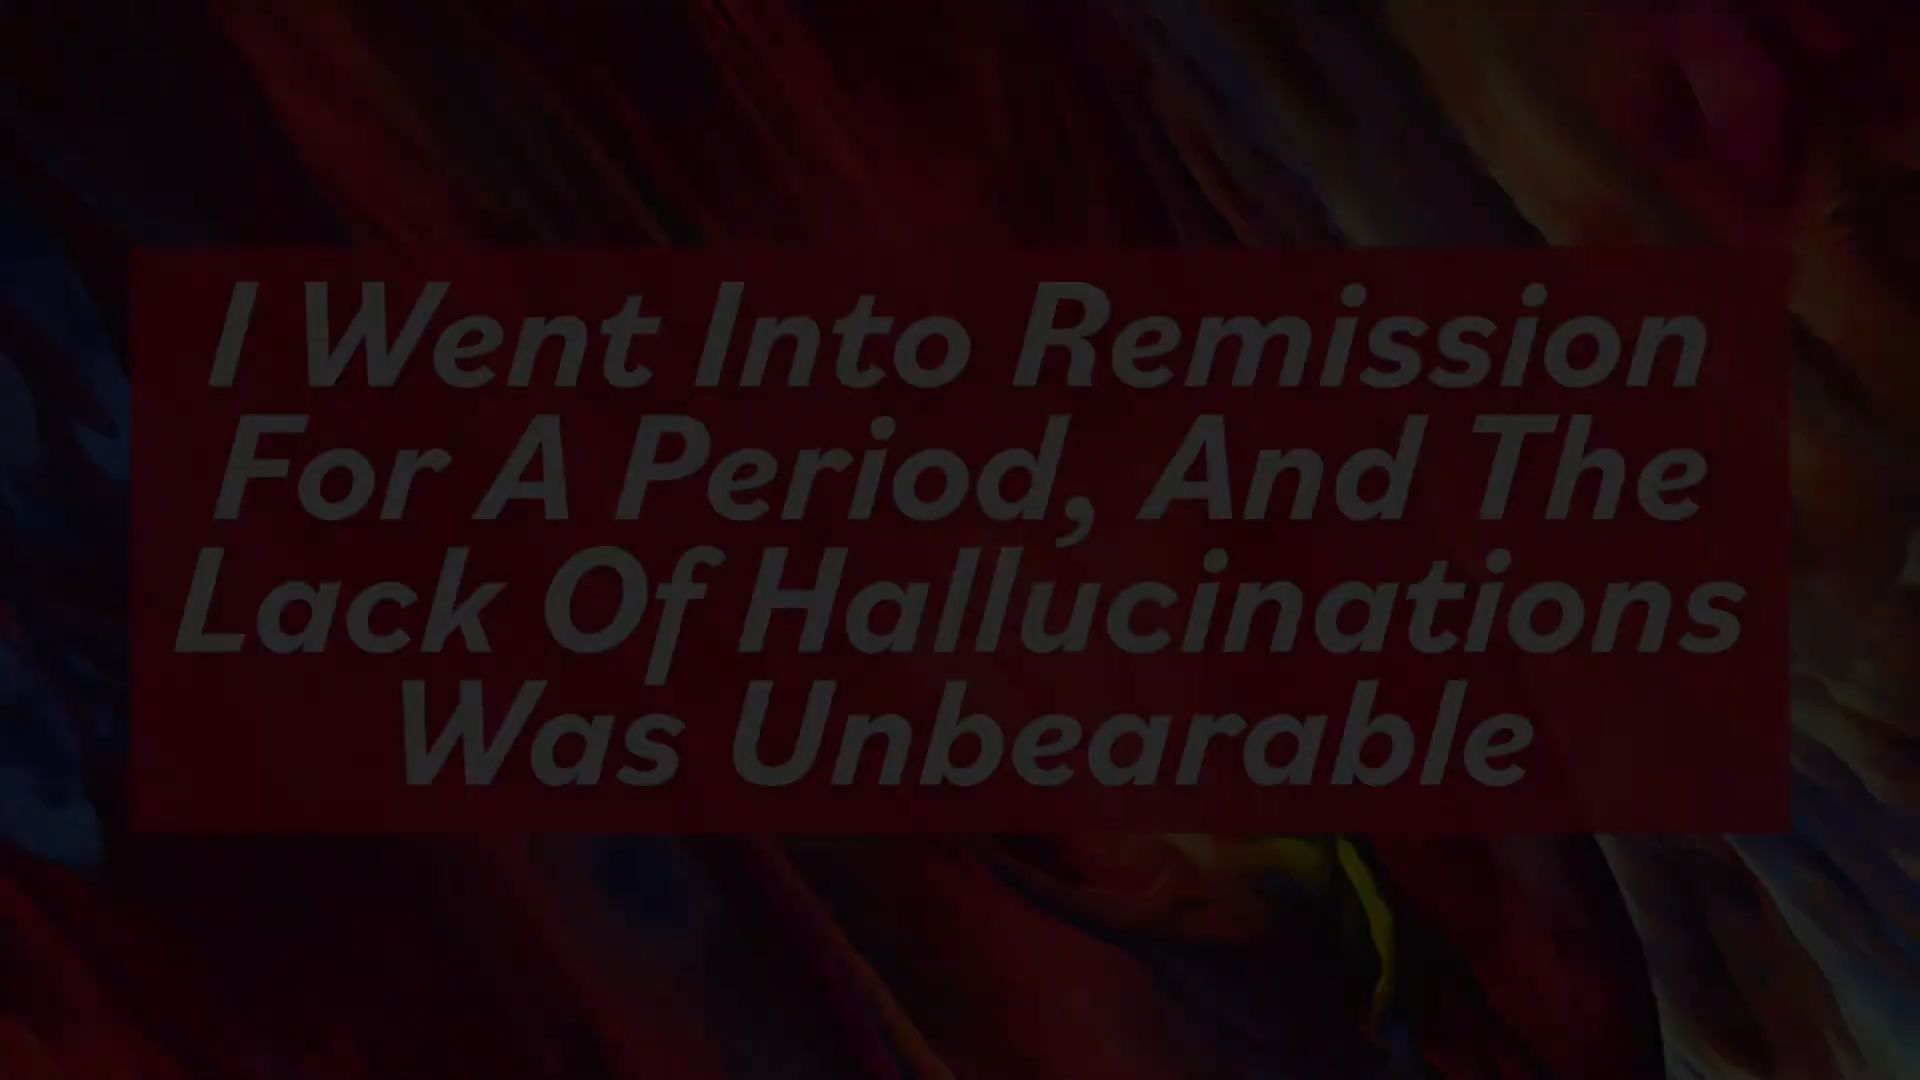 I Went Into Remission
For A Period, And The
Lack Of Hallucinations
Was Unbearable